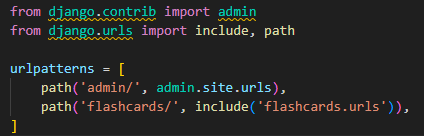 from django.contrib import admin
from django.urls import include, path

urlpatterns = [
    path('admin/', admin.site.urls),
    path('flashcards/', include('flashcards.urls')),
]